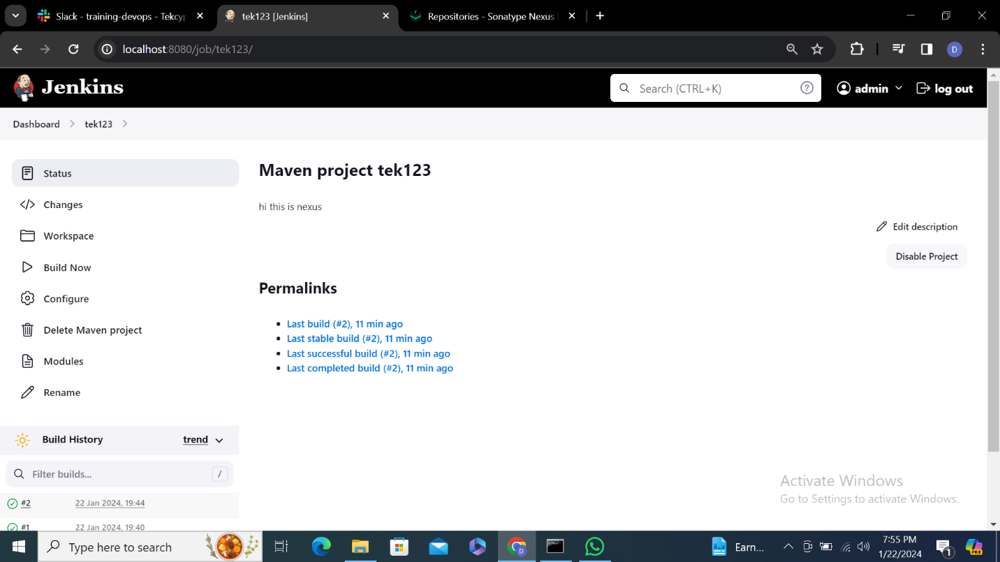 Slack - training-devops - Tekcyp
tek123 [Jenkins]
Repositories - Sonatype Nexus
localhost:8080/job/tek123/
D
Jenkins
Search (CTRL+K)
?
admin
log out
Dashboard
tek123
Status
Changes
Workspace
Build Now
Configure
Delete Maven project
Modules
Rename
Build History
trend
Filter builds...
/
#2
22 Jan 2024, 19:44
#1
22 Jan 2024, 19:40
Maven project tek123
hi this is nexus
Edit description
Disable Project
Permalinks
Last build (#2), 11 min ago
Last stable build (#2), 11 min ago
Last successful build (#2), 11 min ago
Last completed build (#2), 11 min ago
Activate Windows
Go to Settings to activate Windows.
Type here to search
D
Earn...
7:55 PM
1/22/2024
1
PRE